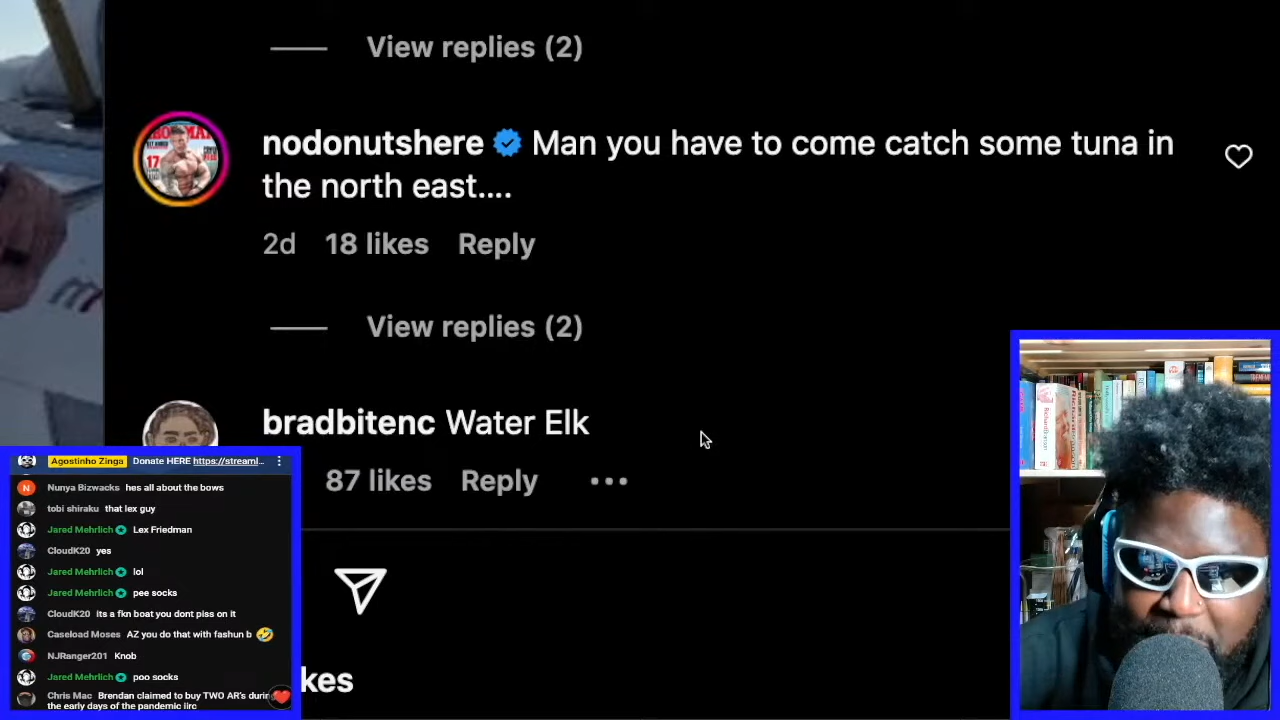 View replies (2)
nodonutshere Man you have to come catch some tuna in
the north east....
2d 18 likes Reply
View replies (2)
bradbitenc Water Elk
87 likes Reply
kes
Agostinho Zinga Donate HERE https://streaml...
Nunya Bizwacks hes all about the bows
tobi shiraku that lex guy
Jared Mehrlich Lex Friedman
CloudK20 yes
Jared Mehrlich lol
Jared Mehrlich pee socks
CloudK20 its a fkn boat you dont piss on it
Caseload Moses AZ you do that with fashun b 🤣
NJRanger201 Knob
Jared Mehrlich poo socks
Chris Mac Brendan claimed to buy TWO AR's durin
the early days of the pandemic iirc